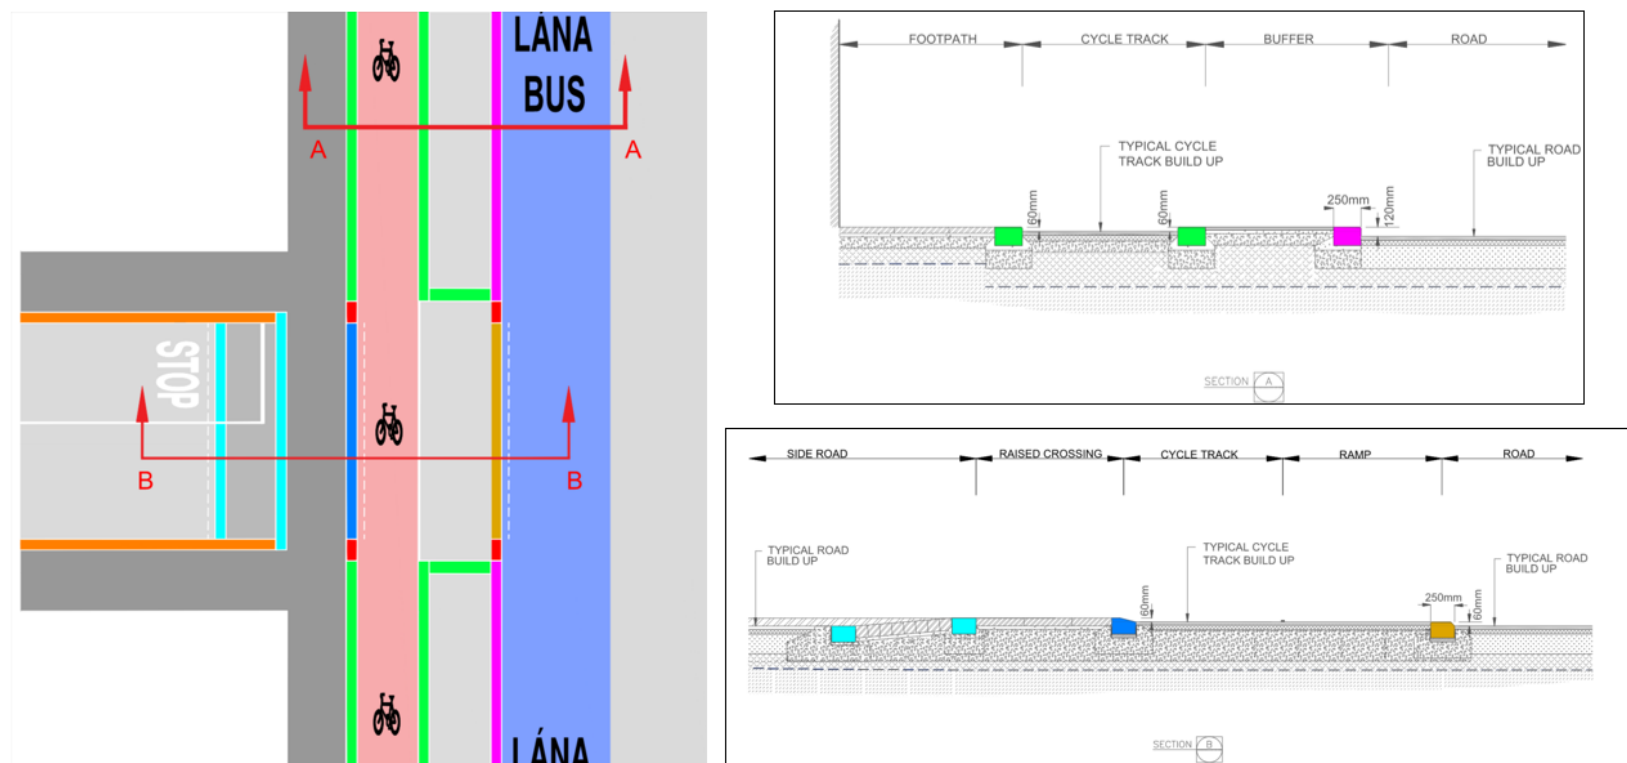 LÁNA
BUS
A
A
STOP
B
B
LÁNA
FOOTPATH
CYCLE TRACK
BUFFER
ROAD
TYPICAL CYCLE
TRACK BUILD UP
TYPICAL ROAD
BUILD UP
60mm
60mm
250mm
120mm
SECTION A
SIDE ROAD
RAISED CROSSING
CYCLE TRACK
RAMP
ROAD
TYPICAL ROAD
BUILD UP
TYPICAL CYCLE
TRACK BUILD UP
TYPICAL ROAD
BUILD UP
60mm
250mm
60mm
SECTION B